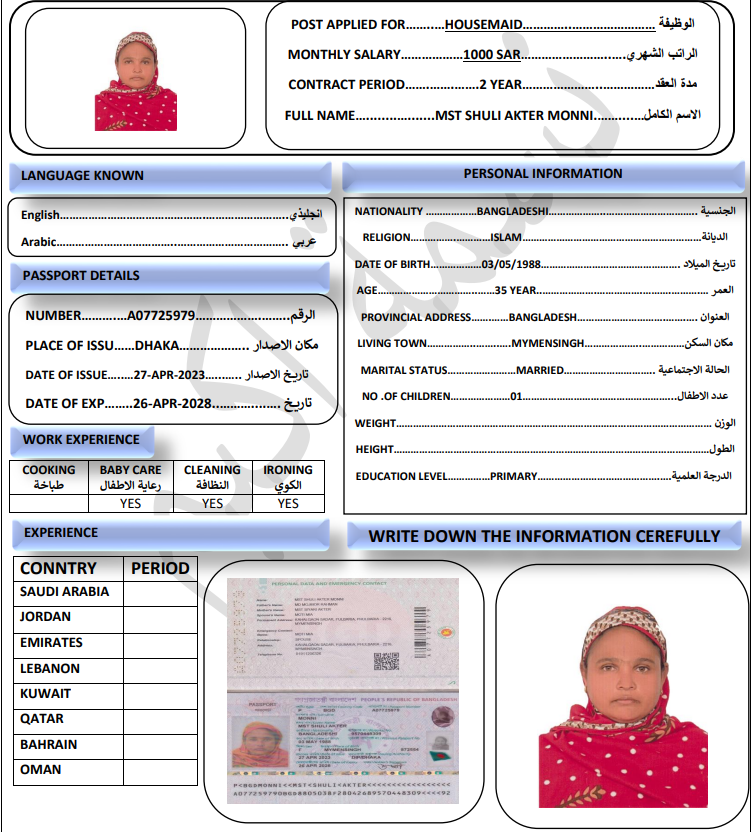 POST APPLIED FOR.........HOUSEMAID.................................... الوظيفة
MONTHLY SALARY..................1000 SAR..............................الراتب الشهري
CONTRACT PERIOD......................2 YEAR......................................مدة العقد
FULL NAME......................MST SHULI AKTER MONNI..............الاسم الكامل
LANGUAGE KNOWN
English.................................................................انجليذي
Arabic................................................................. عربي
PASSPORT DETAILS
NUMBER...........A07725979......................الرقم
PLACE OF ISSU......DHAKA.................. مكان الاصدار
DATE OF ISSUE......27-APR-2023.......... تاريخ الاصدار
DATE OF EXP......26-APR-2028................ تاريخ
WORK EXPERIENCE
COOKING BABY CARE CLEANING IRONING
طباخة رعاية الاطفال النظافة الكوي
YES YES YES
PERSONAL INFORMATION
NATIONALITY ...............BANGLADESHI.......................................... الجنسية
RELIGION.......................ISLAM..................................................الديانة
DATE OF BIRTH...............03/05/1988......................................... تاريخ الميلاد
AGE..................................35 YEAR................................................. العمر
PROVINCIAL ADDRESS............BANGLADESH............................... العنوان
LIVING TOWN.....................MYMENSINGH..............................مكان السكن
MARITAL STATUS....................MARRIED.......................... الحالة الاجتماعية
NO .OF CHILDREN..................01.......................................عدد الاطفال
WEIGHT.......................................................................................... الوزن
HEIGHT...........................................................................................الطول
EDUCATION LEVEL............PRIMARY.......................................الدرجة العلمية
EXPERIENCE
CONNTRY PERIOD
SAUDI ARABIA
JORDAN
EMIRATES
LEBANON
KUWAIT
QATAR
BAHRAIN
OMAN
WRITE DOWN THE INFORMATION CEREFULLY
PERSONAL DATA AND EMERGENCY CONTACT
MST SHULI AKTER MONNI
A07725979
PASSPORT
PEOPLE'S REPUBLIC OF BANGLADESH
P BGD A07725979
MONNI
MST SHULI AKTER
BANGLADESHI
03 MAY 1988
F MYMENSINGH
27 APR 2023 DIP/DHAKA
26 APR 2028